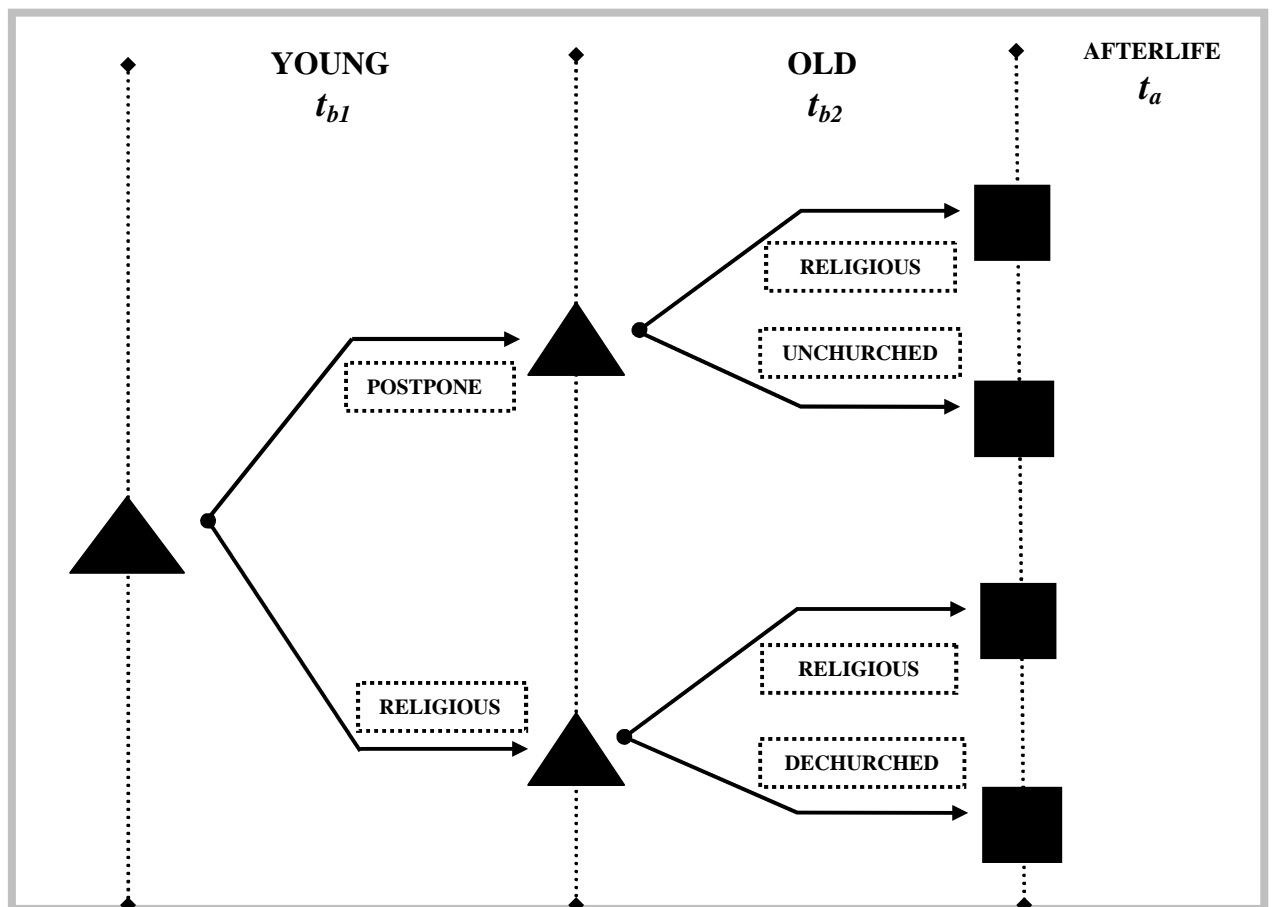 YOUNG
t_b1
OLD
t_b2
AFTERLIFE
t_a
RELIGIOUS
UNCHURCHED
POSTPONE
RELIGIOUS
RELIGIOUS
DECHURCHED